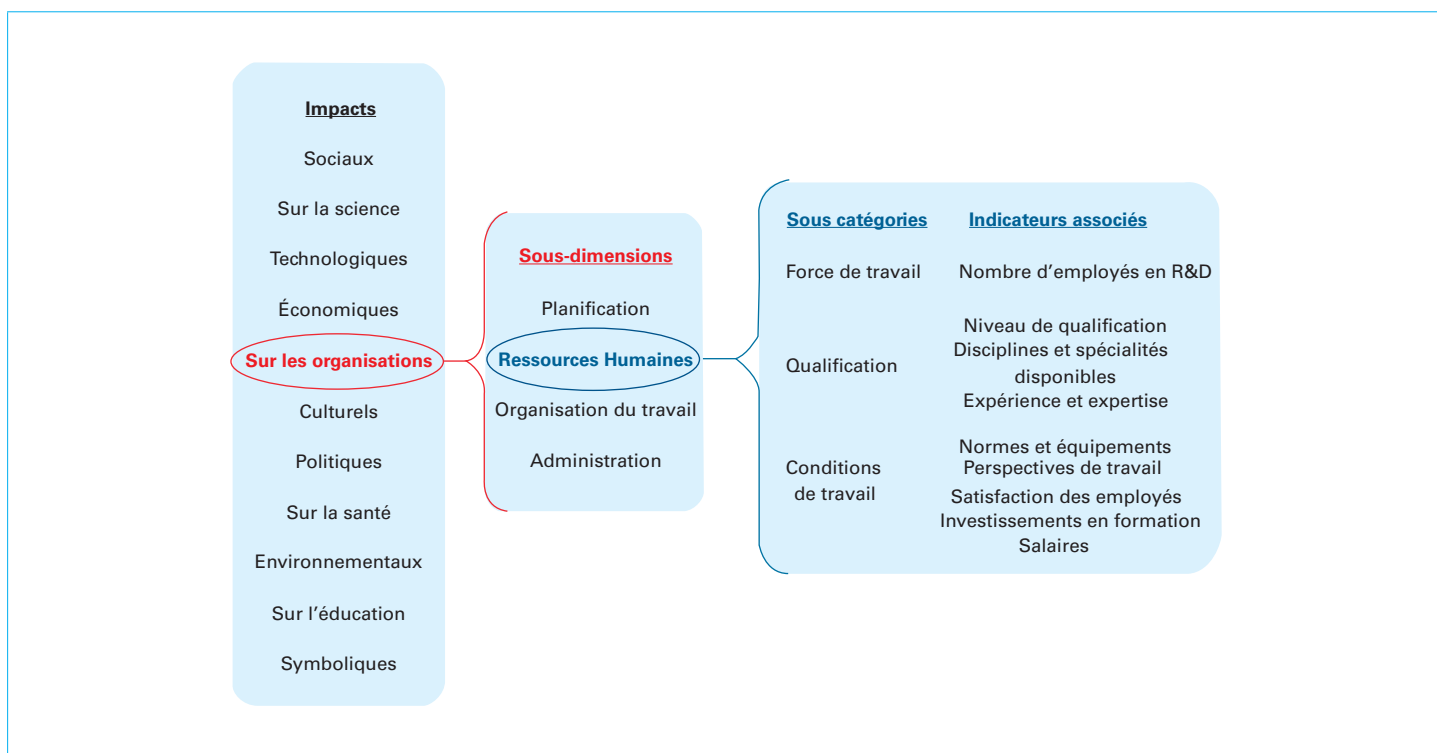 Impacts
Sociaux
Sur la science
Technologiques
Économiques
Sur les organisations
Culturels
Politiques
Sur la santé
Environnementaux
Sur l'éducation
Symboliques
Sous-dimensions
Planification
Ressources Humaines
Organisation du travail
Administration
Sous catégories
Indicateurs associés
Force de travail
Nombre d'employés en R&D
Qualification
Niveau de qualification
Disciplines et spécialités
disponibles
Expérience et expertise
Conditions
de travail
Normes et équipements
Perspectives de travail
Satisfaction des employés
Investissements en formation
Salaires